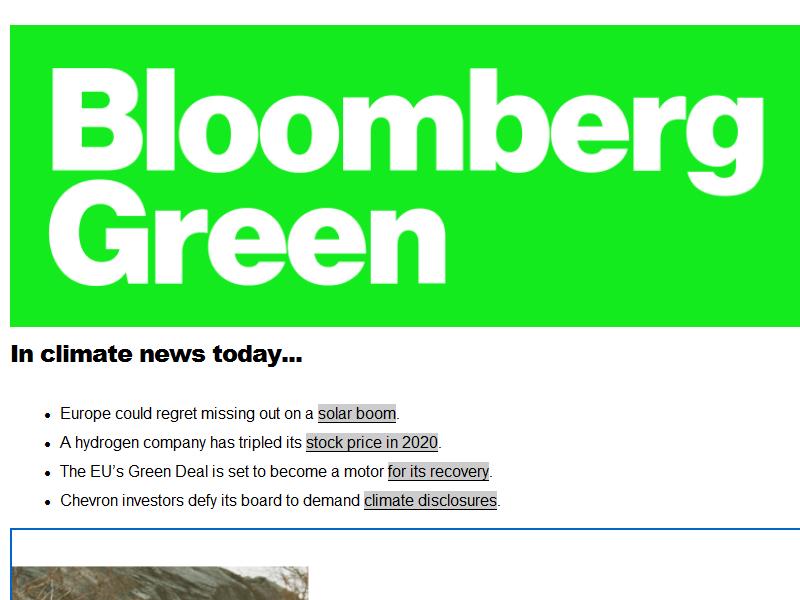 Bloomberg
Green
In climate news today...
• Europe could regret missing out on a solar boom.
• A hydrogen company has tripled its stock price in 2020.
• The EU’s Green Deal is set to become a motor for its recovery.
• Chevron investors defy its board to demand climate disclosures.